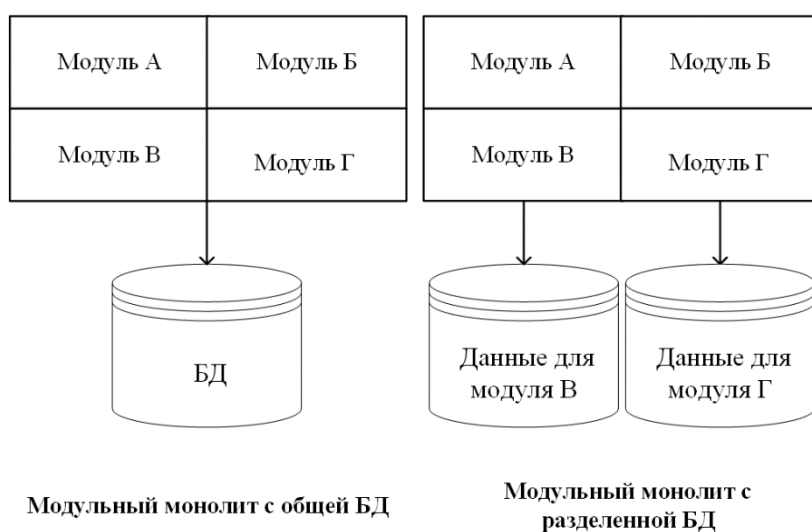 Модуль А
Модуль Б
Модуль В
Модуль Г
БД
Модульный монолит с общей БД
Модуль А
Модуль Б
Модуль В
Модуль Г
Данные для
модуля В
Данные для
модуля Г
Модульный монолит с
разделенной БД